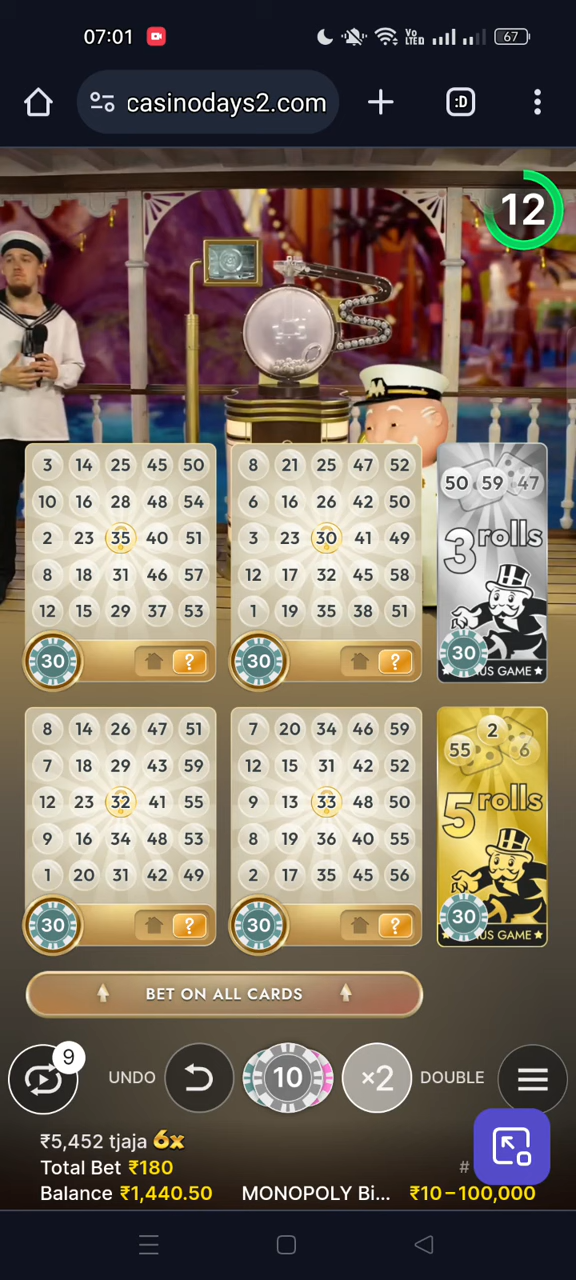 07:01 Vo LTED 67
casinodays2.com :D
12
3 14 25 45 50
10 16 28 48 54
2 23 35 40 51
8 18 31 46 57
12 15 29 37 53
30 ?
8 21 25 47 52
6 16 26 42 50
3 23 30 41 49
12 17 32 45 58
1 19 35 38 51
30 ?
50 59 47
3 rolls
30 US GAME
8 14 26 47 51
7 18 29 43 59
12 23 32 41 55
9 16 34 48 53
1 20 31 42 49
30 ?
7 20 34 46 59
12 15 31 42 52
9 13 33 48 50
8 19 36 40 55
2 17 35 45 56
30 ?
55 2 6
5 rolls
30 US GAME
BET ON ALL CARDS
9 UNDO 10 ×2 DOUBLE
₹5,452 tjaja 6x
Total Bet ₹180 #
Balance ₹1,440.50 MONOPOLY Bi... ₹10–100,000